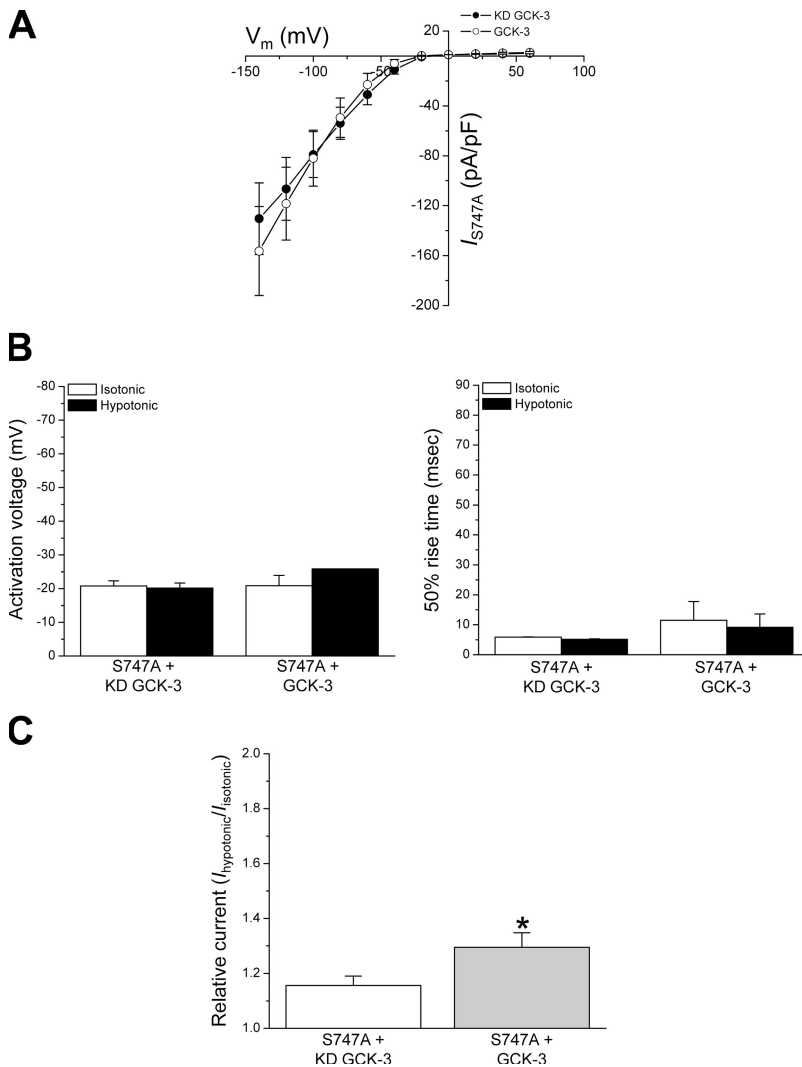 A
KD GCK-3
GCK-3
Vm (mV)
20
-150
-100
-50
50
100
-40
-80
-120
-160
-200
IS747A (pA/pF)
B
Isotonic
Hypotonic
-80
-70
-60
-50
-40
-30
-20
-10
0
Activation voltage (mV)
S747A +
KD GCK-3
S747A +
GCK-3
Isotonic
Hypotonic
90
80
70
60
50
40
30
20
10
0
50% rise time (msec)
S747A +
KD GCK-3
S747A +
GCK-3
C
2.0
1.8
1.6
1.4
1.2
1.0
Relative current (Ihypotonic/Iisotonic)
*
S747A +
KD GCK-3
S747A +
GCK-3